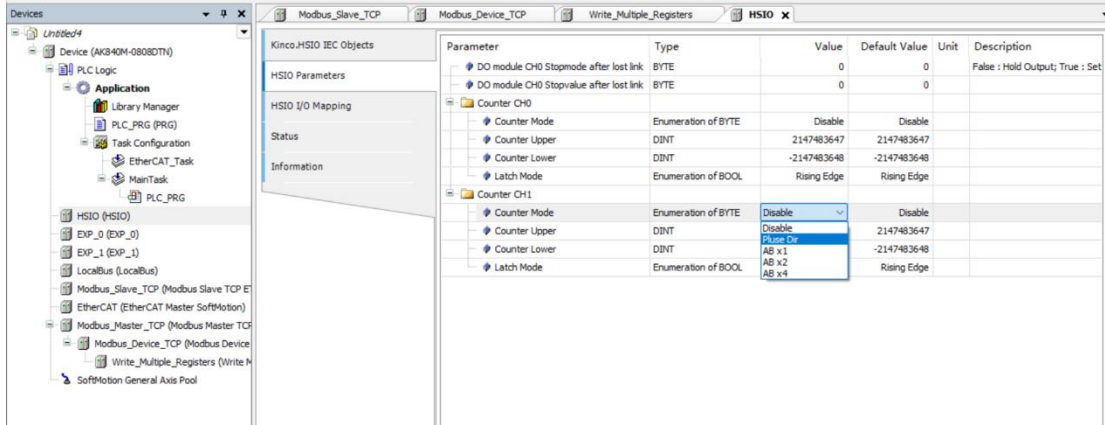 Devices
Modbus_Slave_TCP
Modbus_Device_TCP
Write_Multiple_Registers
HSIO
Untitled4
Device (AK840M-0808DTN)
PLC Logic
Application
Library Manager
PLC_PRG (PRG)
Task Configuration
EtherCAT_Task
MainTask
PLC_PRG
HSIO (HSIO)
EXP_0 (EXP_0)
EXP_1 (EXP_1)
LocalBus (LocalBus)
Modbus_Slave_TCP (Modbus Slave TCP E
EtherCAT (EtherCAT Master SoftMotion)
Modbus_Master_TCP (Modbus Master TCP
Modbus_Device_TCP (Modbus Device
Write_Multiple_Registers (Write M
SoftMotion General Axis Pool
Kinco.HSIO IEC Objects
HSIO Parameters
HSIO I/O Mapping
Status
Information
Parameter Type Value Default Value Unit Description
DO module CH0 Stopmode after lost link BYTE 0 0 False : Hold Output; True : Set
DO module CH0 Stopvalue after lost link BYTE 0 0
Counter CH0
Counter Mode Enumeration of BYTE Disable Disable
Counter Upper DINT 2147483647 2147483647
Counter Lower DINT -2147483648 -2147483648
Latch Mode Enumeration of BOOL Rising Edge Rising Edge
Counter CH1
Counter Mode Enumeration of BYTE Disable Disable
Counter Upper DINT Disable 2147483647
Pluse Dir
Counter Lower DINT AB x1 -2147483648
AB x2
Latch Mode Enumeration of BOOL AB x4 Rising Edge